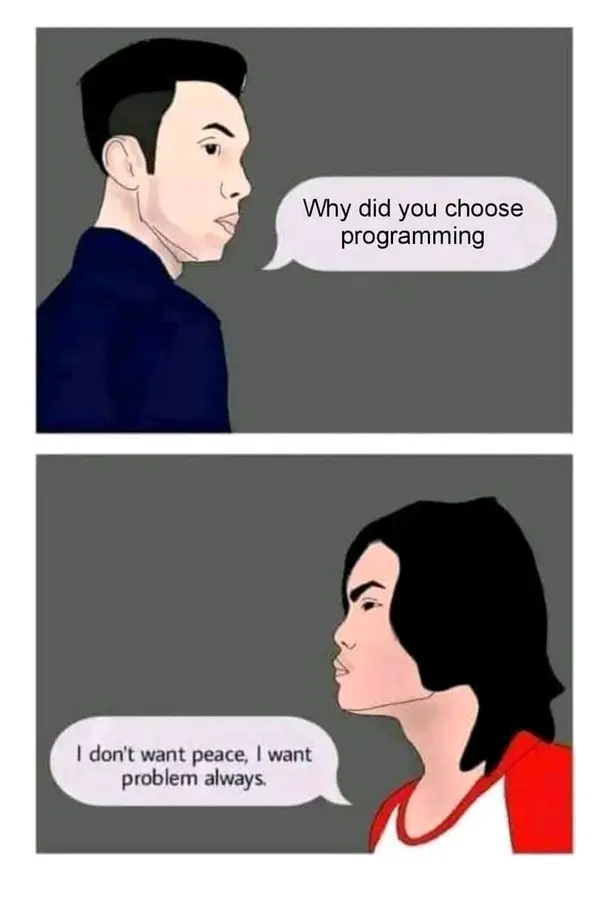 Why did you choose
programming
I don't want peace, I want
problem always.